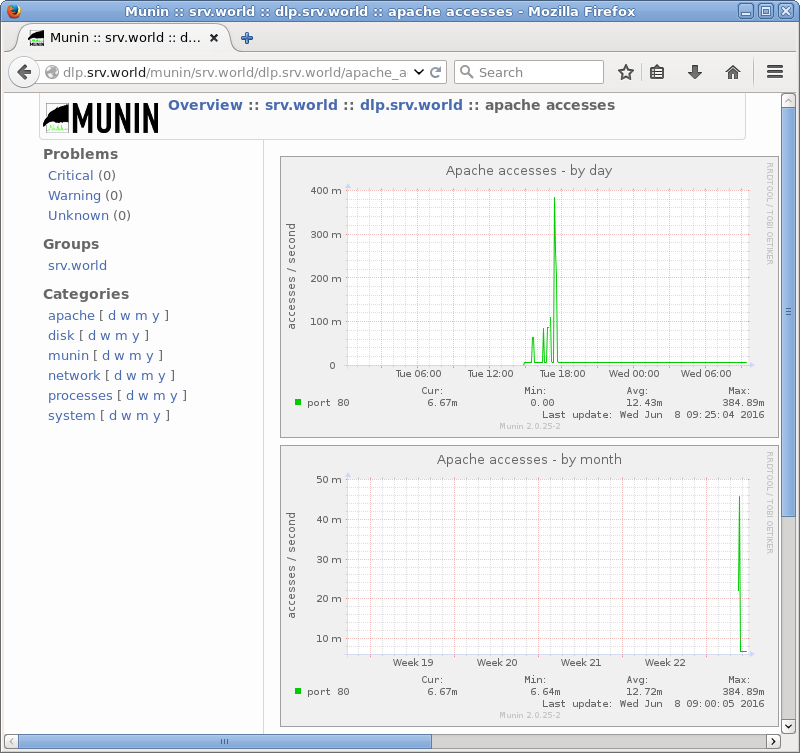 Munin :: srv.world :: dlp.srv.world :: apache accesses - Mozilla Firefox
Munin :: srv.world :: d...
dlp.srv.world/munin/srv.world/dlp.srv.world/apache_a
Search
MUNIN
Overview :: srv.world :: dlp.srv.world :: apache accesses
Problems
Critical (0)
Warning (0)
Unknown (0)
Groups
srv.world
Categories
apache [ d w m y ]
disk [ d w m y ]
munin [ d w m y ]
network [ d w m y ]
processes [ d w m y ]
system [ d w m y ]
Apache accesses - by day
RRDTOOL / TOBI OETIKER
accesses / second
400 m
300 m
200 m
100 m
0
Tue 06:00 Tue 12:00 Tue 18:00 Wed 00:00 Wed 06:00
Cur: Min: Avg: Max:
port 80 6.67m 0.00 12.43m 384.89m
Last update: Wed Jun 8 09:25:04 2016
Munin 2.0.25-2
Apache accesses - by month
RRDTOOL / TOBI OETIKER
accesses / second
50 m
40 m
30 m
20 m
10 m
Week 19 Week 20 Week 21 Week 22
Cur: Min: Avg: Max:
port 80 6.67m 6.64m 12.72m 384.89m
Last update: Wed Jun 8 09:00:05 2016
Munin 2.0.25-2